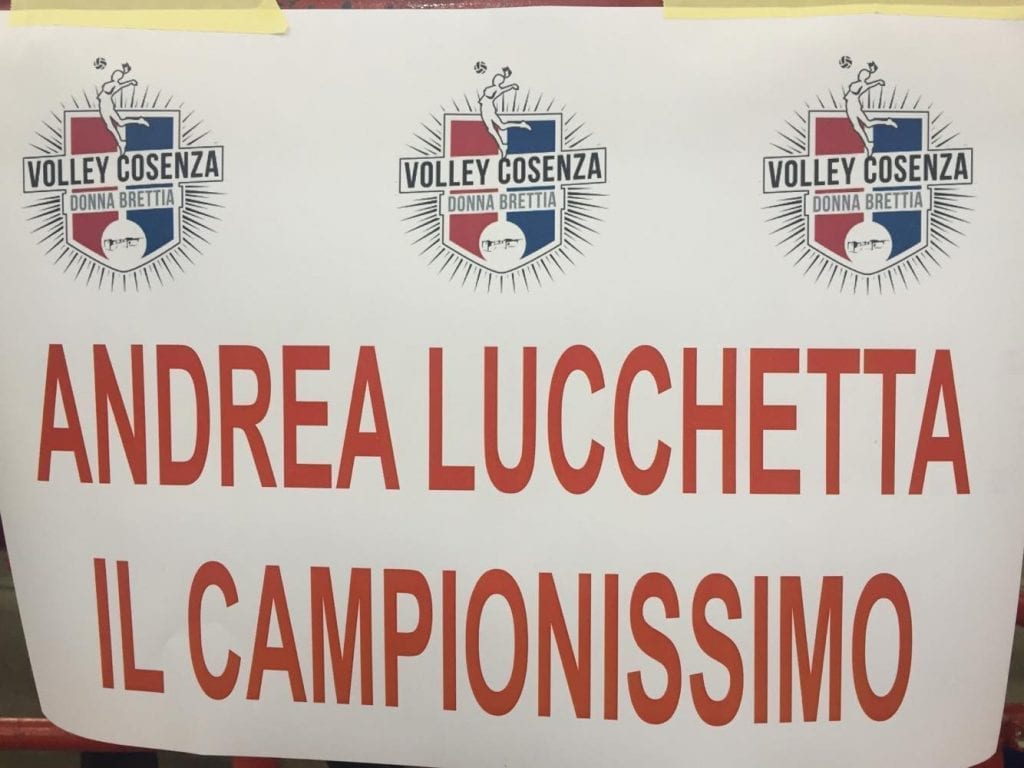 VOLLEY COSENZA VOLLEY COSENZA VOLLEY COSENZA
DONNA BRETTIA DONNA BRETTIA DONNA BRETTIA
ANDREA LUCCHETTA
IL CAMPIONISSIMO